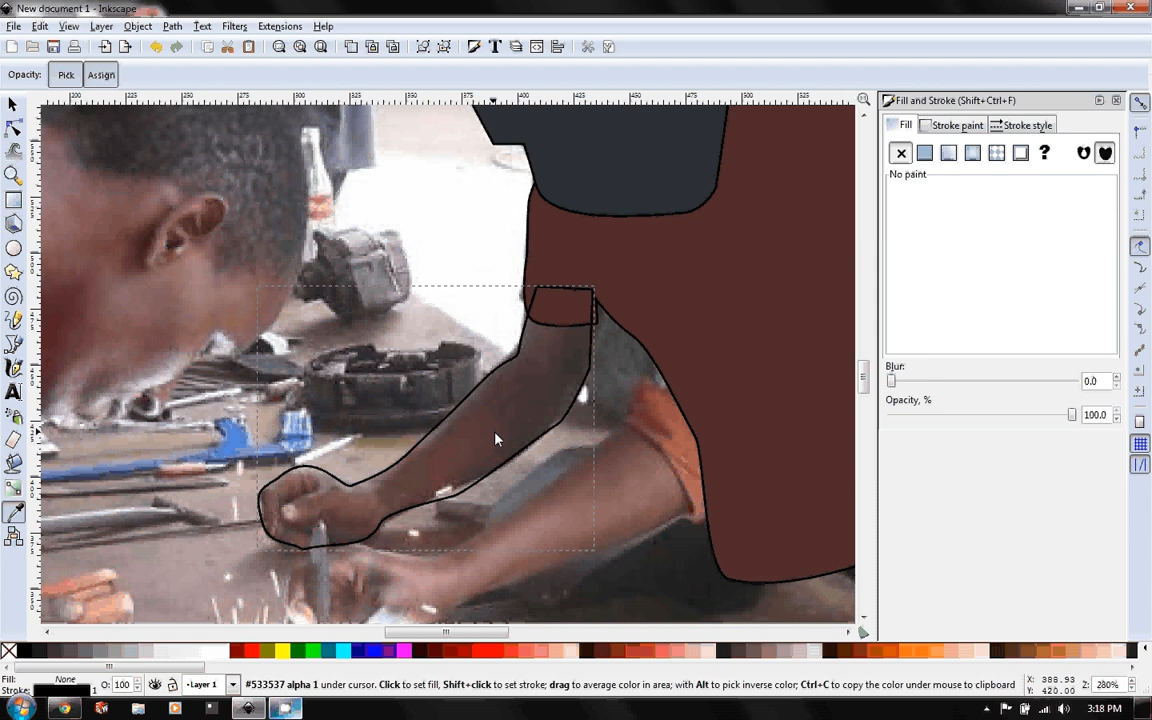 New document 1 - Inkscape
File Edit View Layer Object Path Text Filters Extensions Help
Opacity: Pick Assign
Fill and Stroke (Shift+Ctrl+F)
Fill Stroke paint Stroke style
No paint
Blur:
0.0
Opacity, %
100.0
Fill: None
Stroke: 1 O: 100 Layer 1 #533537 alpha 1 under cursor. Click to set fill, Shift+click to set stroke; drag to average color in area; with Alt to pick inverse color; Ctrl+C to copy the color under mouse to clipboard
X: 388.93
Y: 420.00
Z: 280%
3:18 PM